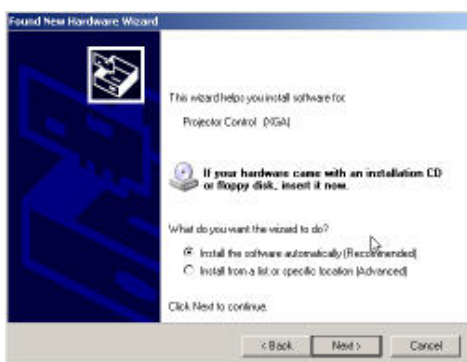 Found New Hardware Wizard
This wizard helps you install software for:
Projector Control (XGA)
If your hardware came with an installation CD
or floppy disk, insert it now.
What do you want the wizard to do?
Install the software automatically (Recommended)
Install from a list or specific location (Advanced)
Click Next to continue.
< Back
Next >
Cancel